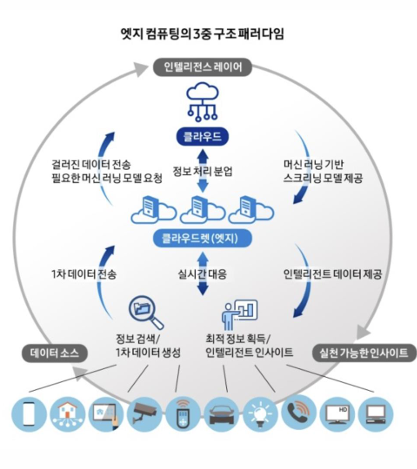 엣지 컴퓨팅의 3중 구조 패러다임
인텔리전스 레이어
클라우드
걸러진 데이터 전송
필요한 머신 러닝 모델 요청
정보 처리 분업
머신 러닝 기반
스크리닝 모델 제공
클라우드렛(엣지)
1차 데이터 전송
실시간 대응
인텔리전트 데이터 제공
정보 검색/
1차 데이터 생성
최적 정보 획득/
인텔리전트 인사이트
데이터 소스
실천 가능한 인사이트
HD